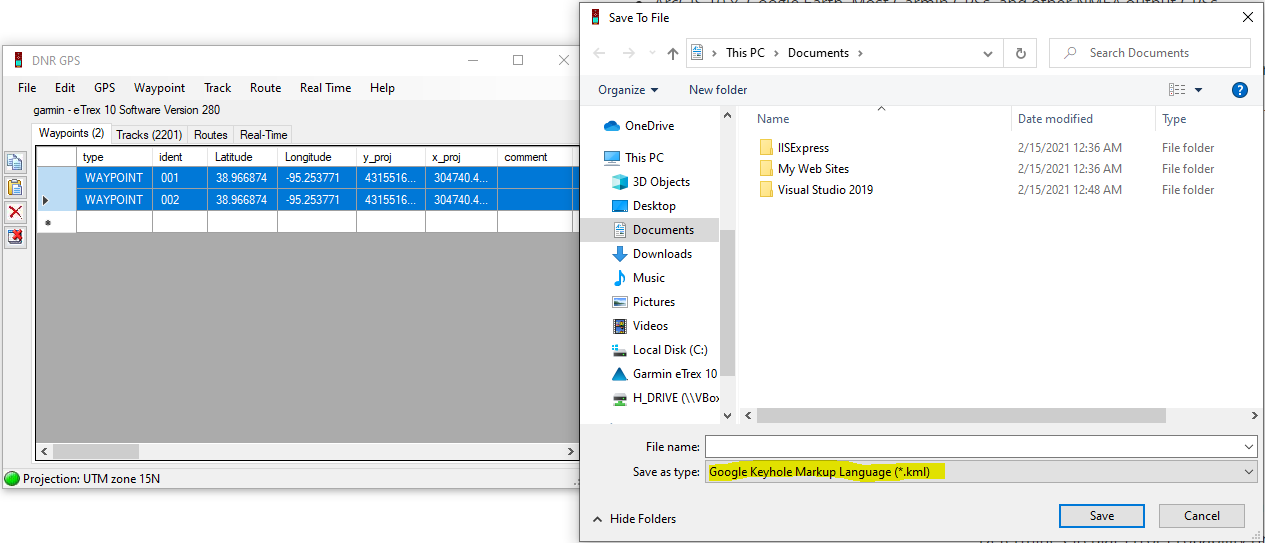 DNR GPS
File Edit GPS Waypoint Track Route Real Time Help
garmin - eTrex 10 Software Version 280
Waypoints (2) Tracks (2201) Routes Real-Time
type ident Latitude Longitude y_proj x_proj comment
WAYPOINT 001 38.966874 -95.253771 4315516... 304740.4...
WAYPOINT 002 38.966874 -95.253771 4315516... 304740.4...
Projection: UTM zone 15N
Save To File
This PC > Documents >
Search Documents
Organize New folder
OneDrive
This PC
3D Objects
Desktop
Documents
Downloads
Music
Pictures
Videos
Local Disk (C:)
Garmin eTrex 10
H_DRIVE (\\VBox
Name Date modified Type
IISExpress 2/15/2021 12:36 AM File folder
My Web Sites 2/15/2021 12:36 AM File folder
Visual Studio 2019 2/15/2021 12:48 AM File folder
File name:
Save as type: Google Keyhole Markup Language (*.kml)
Hide Folders
Save Cancel